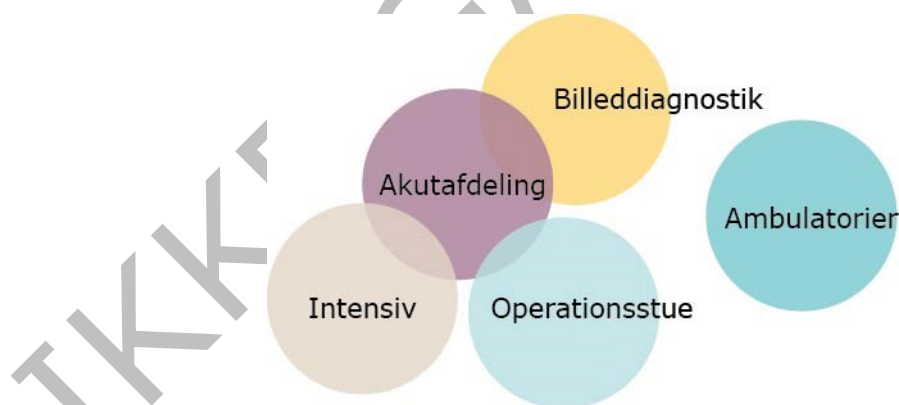 Billeddiagnostik
Akutafdeling
Ambulatorier
Intensiv
Operationsstue